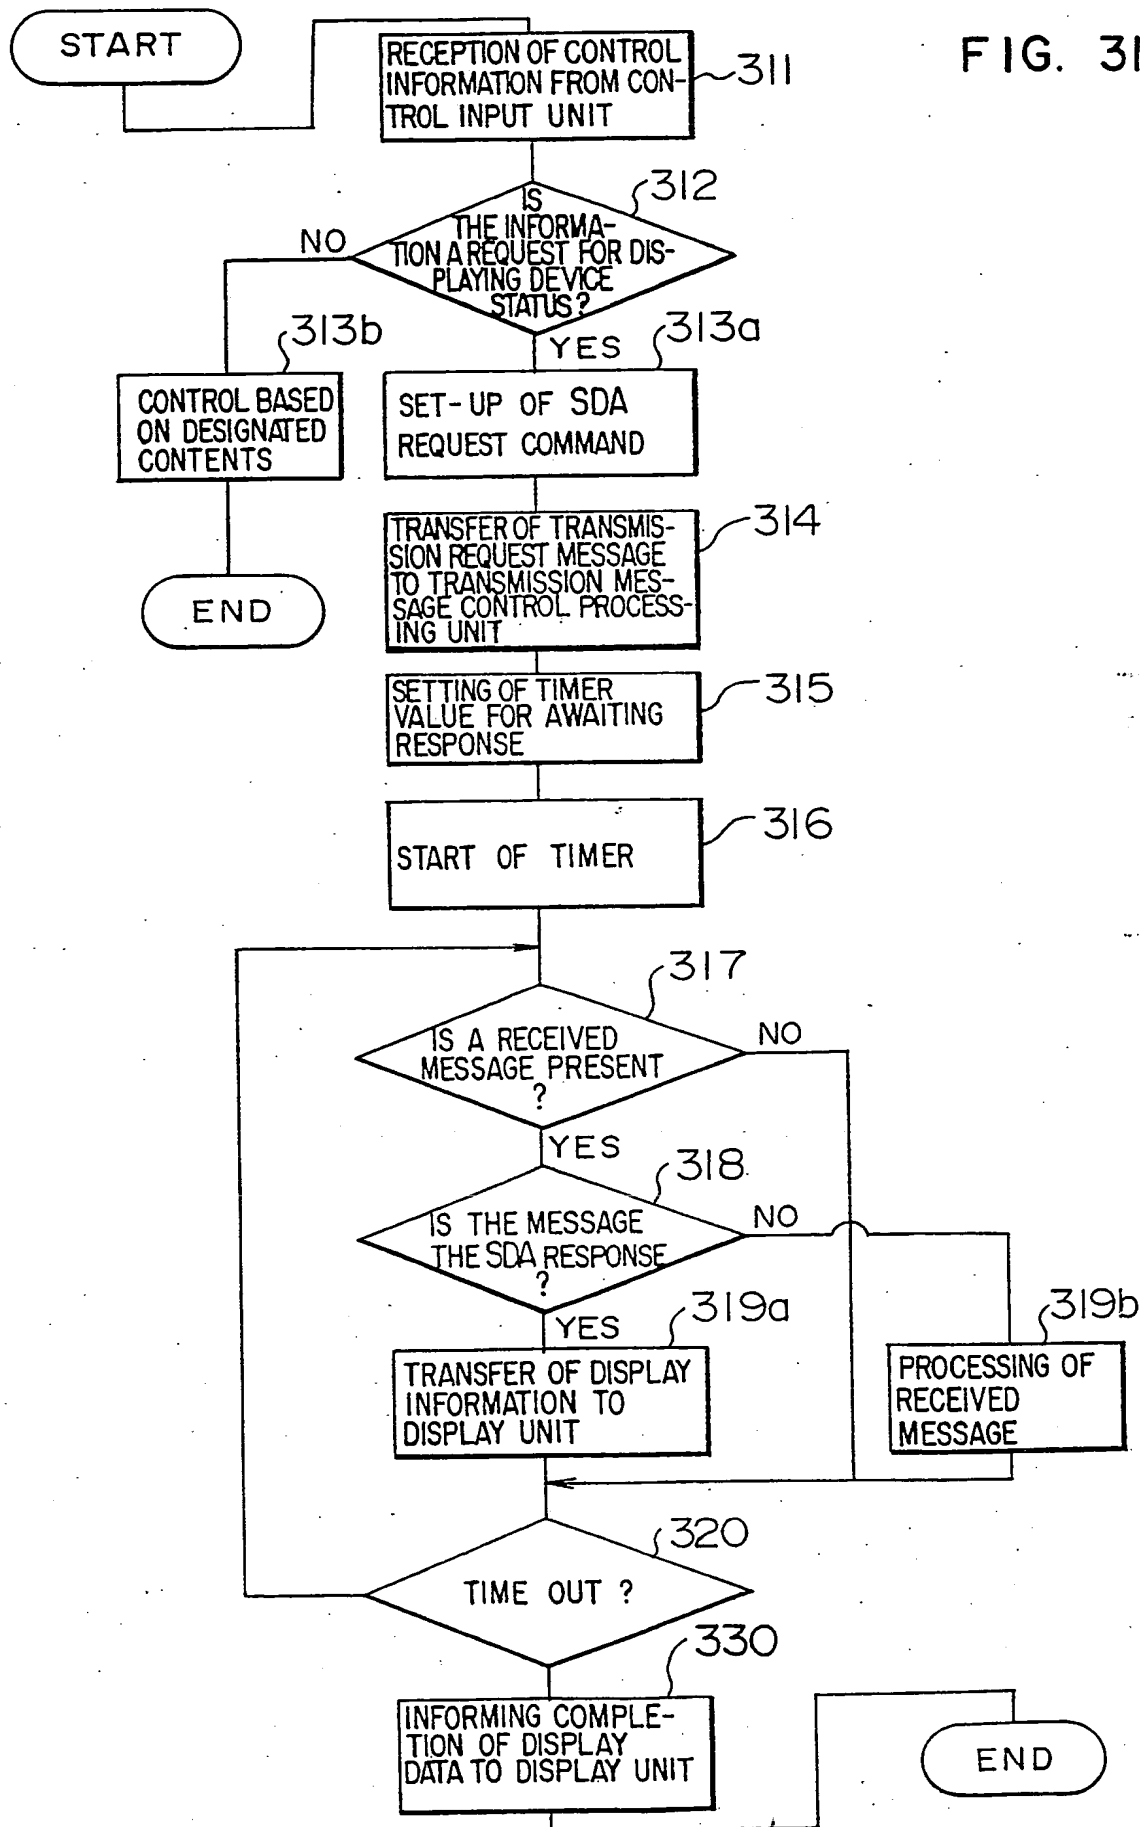 START
FIG. 31
RECEPTION OF CONTROL
INFORMATION FROM CON-
TROL INPUT UNIT
311
312
IS
THE INFORMA-
TION A REQUEST FOR DIS-
PLAYING DEVICE
STATUS?
NO
YES
313b
313a
CONTROL BASED
ON DESIGNATED
CONTENTS
SET-UP OF SDA
REQUEST COMMAND
END
314
TRANSFER OF TRANSMIS-
SION REQUEST MESSAGE
TO TRANSMISSION MES-
SAGE CONTROL PROCESS-
ING UNIT
315
SETTING OF TIMER
VALUE FOR AWAITING
RESPONSE
316
START OF TIMER
317
IS A RECEIVED
MESSAGE PRESENT
?
NO
YES
318
IS THE MESSAGE
THE SDA RESPONSE
?
NO
YES
319a
319b
TRANSFER OF DISPLAY
INFORMATION TO
DISPLAY UNIT
PROCESSING OF
RECEIVED
MESSAGE
320
TIME OUT ?
330
INFORMING COMPLE-
TION OF DISPLAY
DATA TO DISPLAY UNIT
END